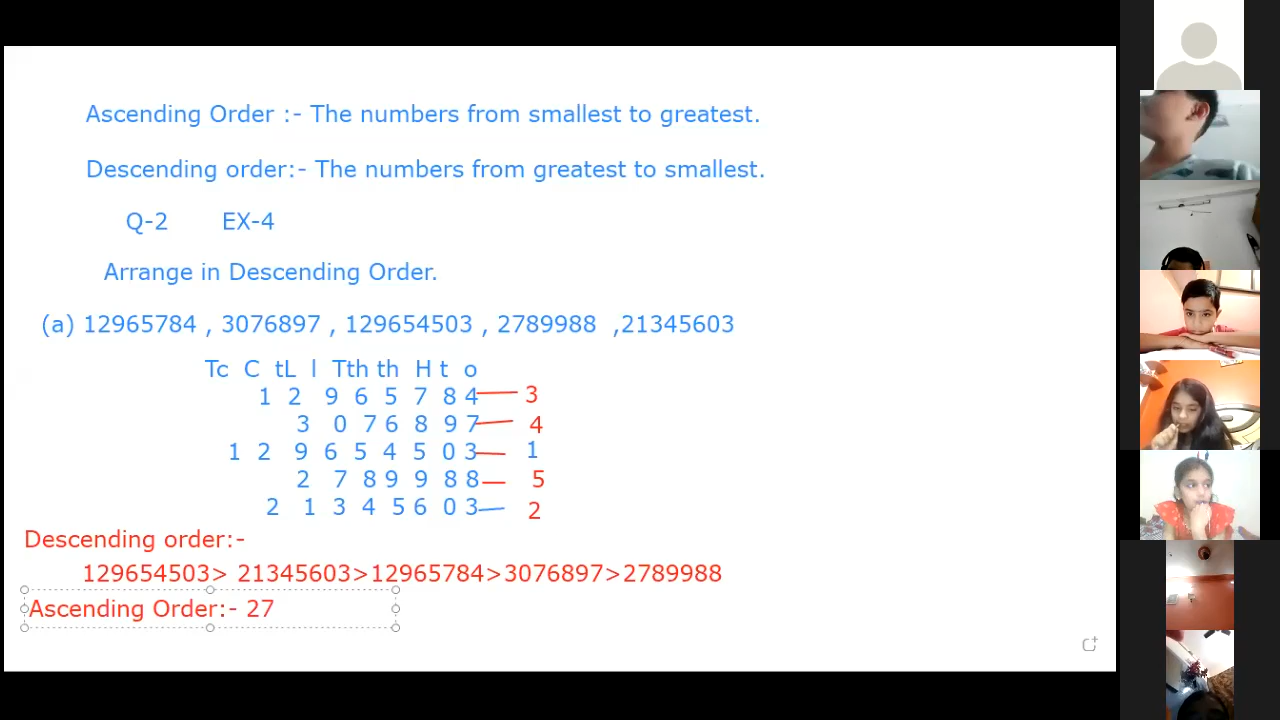 Ascending Order :- The numbers from smallest to greatest.
Descending order:- The numbers from greatest to smallest.
Q-2 EX-4
Arrange in Descending Order.
(a) 12965784 , 3076897 , 129654503 , 2789988 ,21345603
Tc C tL l Tth th H t o
1 2 9 6 5 7 8 4 3
3 0 7 6 8 9 7 4
1 2 9 6 5 4 5 0 3 1
2 7 8 9 9 8 8 5
2 1 3 4 5 6 0 3 2
Descending order:-
129654503> 21345603>12965784>3076897>2789988
Ascending Order:- 27